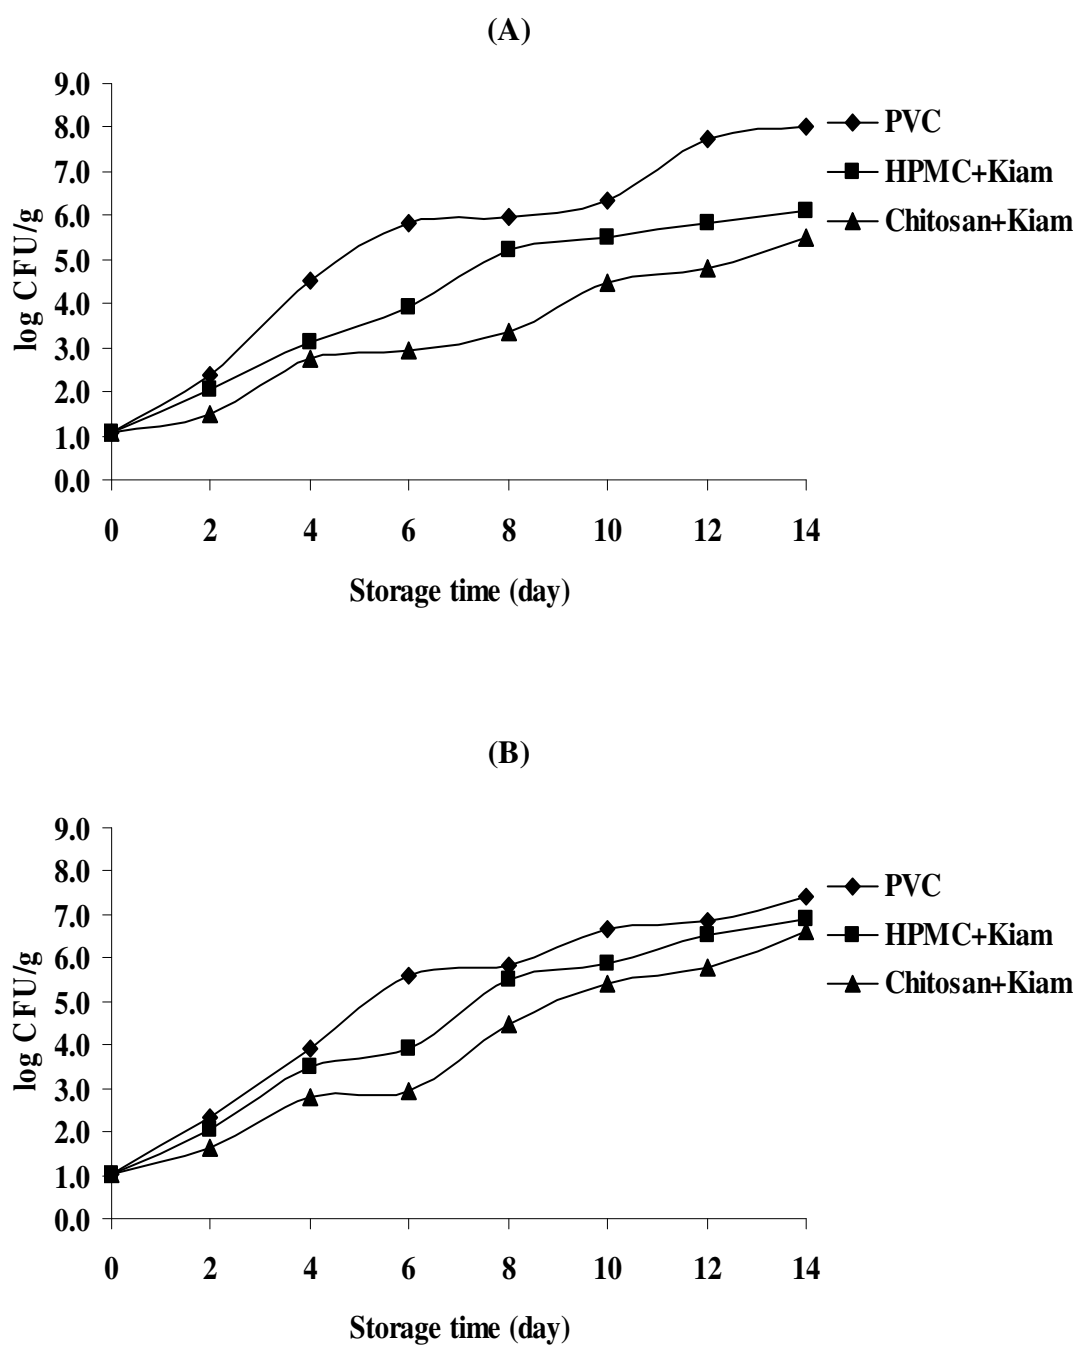 (A)
9.0
8.0
7.0
6.0
5.0
4.0
3.0
2.0
1.0
0.0
log CFU/g
0 2 4 6 8 10 12 14
Storage time (day)
PVC
HPMC+Kiam
Chitosan+Kiam
(B)
9.0
8.0
7.0
6.0
5.0
4.0
3.0
2.0
1.0
0.0
log CFU/g
0 2 4 6 8 10 12 14
Storage time (day)
PVC
HPMC+Kiam
Chitosan+Kiam